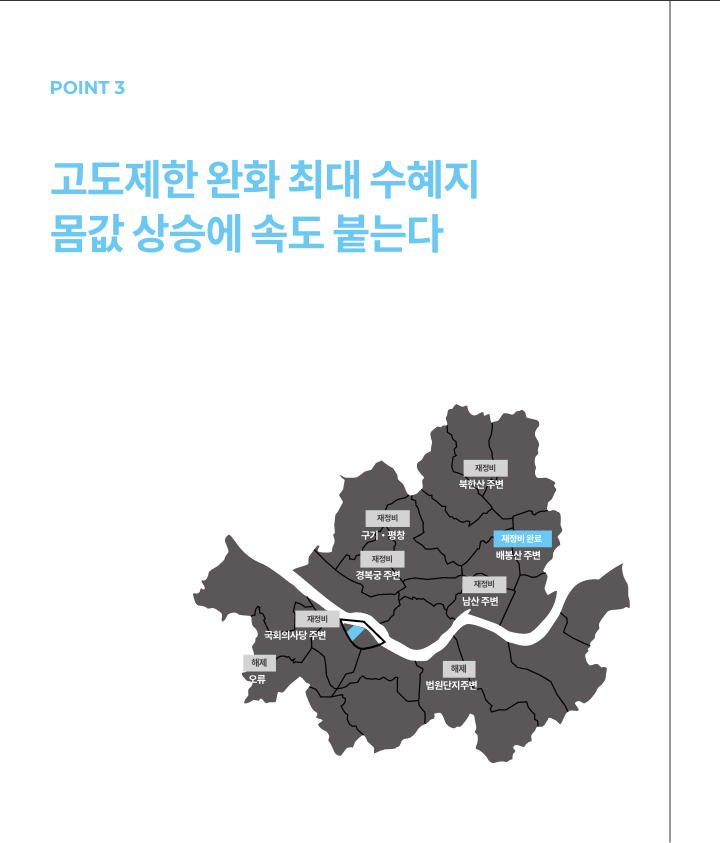 POINT 3
고도제한 완화 최대 수혜지
몸값 상승에 속도 붙는다
재정비
북한산 주변
재정비
구기·평창
재정비 완료
배봉산 주변
재정비
경복궁 주변
재정비
남산 주변
재정비
국회의사당 주변
해제
오류
해제
법원단지주변